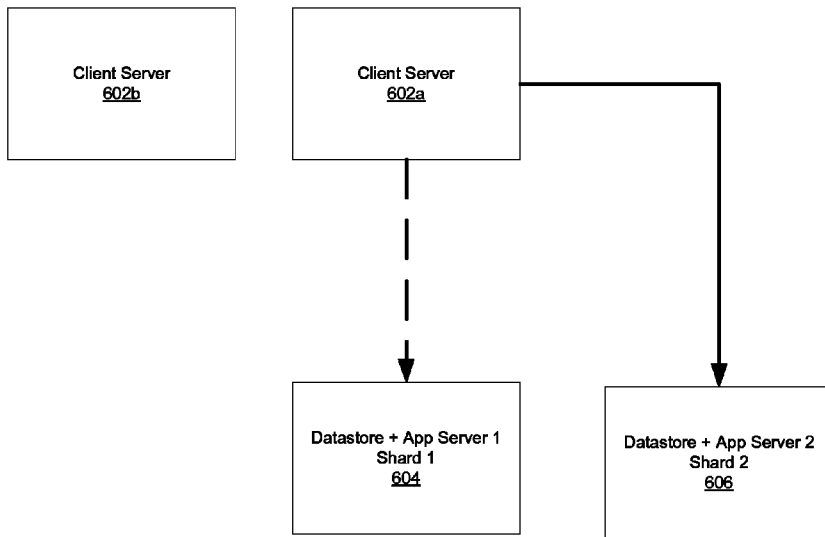 Client Server
602b
Client Server
602a
Datastore + App Server 1
Shard 1
604
Datastore + App Server 2
Shard 2
606